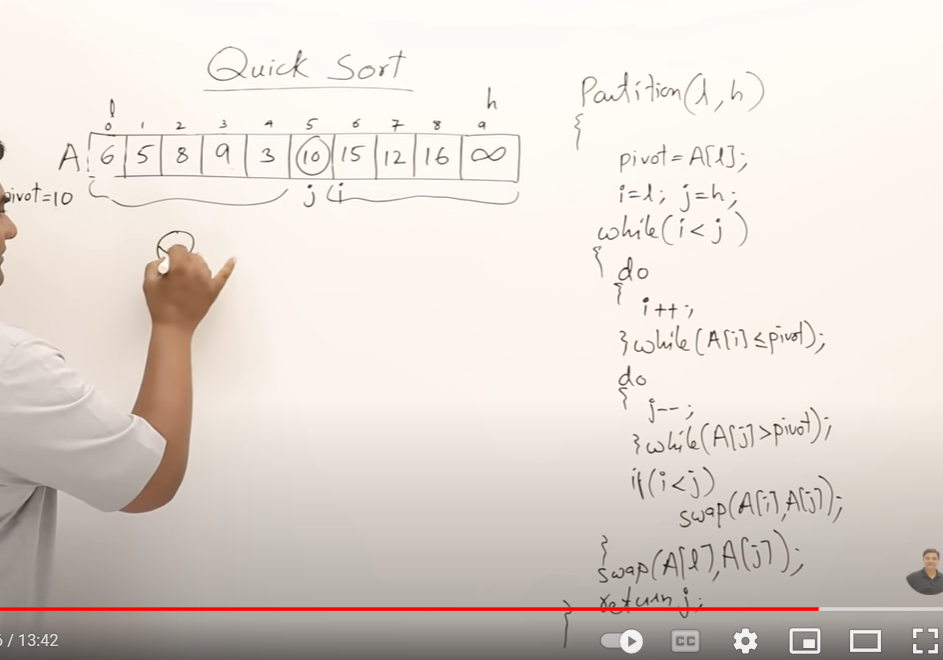 Quick Sort
l h
0 1 2 3 4 5 6 7 8 9
A 6 5 8 9 3 10 15 12 16 ∞
pivot=10 j i
Partition(l,h)
{
pivot=A[l];
i=l; j=h;
while(i<j)
{ do
{
i++;
}while(A[i]≤pivot);
do
{
j--;
}while(A[j]>pivot);
if(i<j)
swap(A[i],A[j]);
}
swap(A[l],A[j]);
return j;
}
/ 13:42
CC